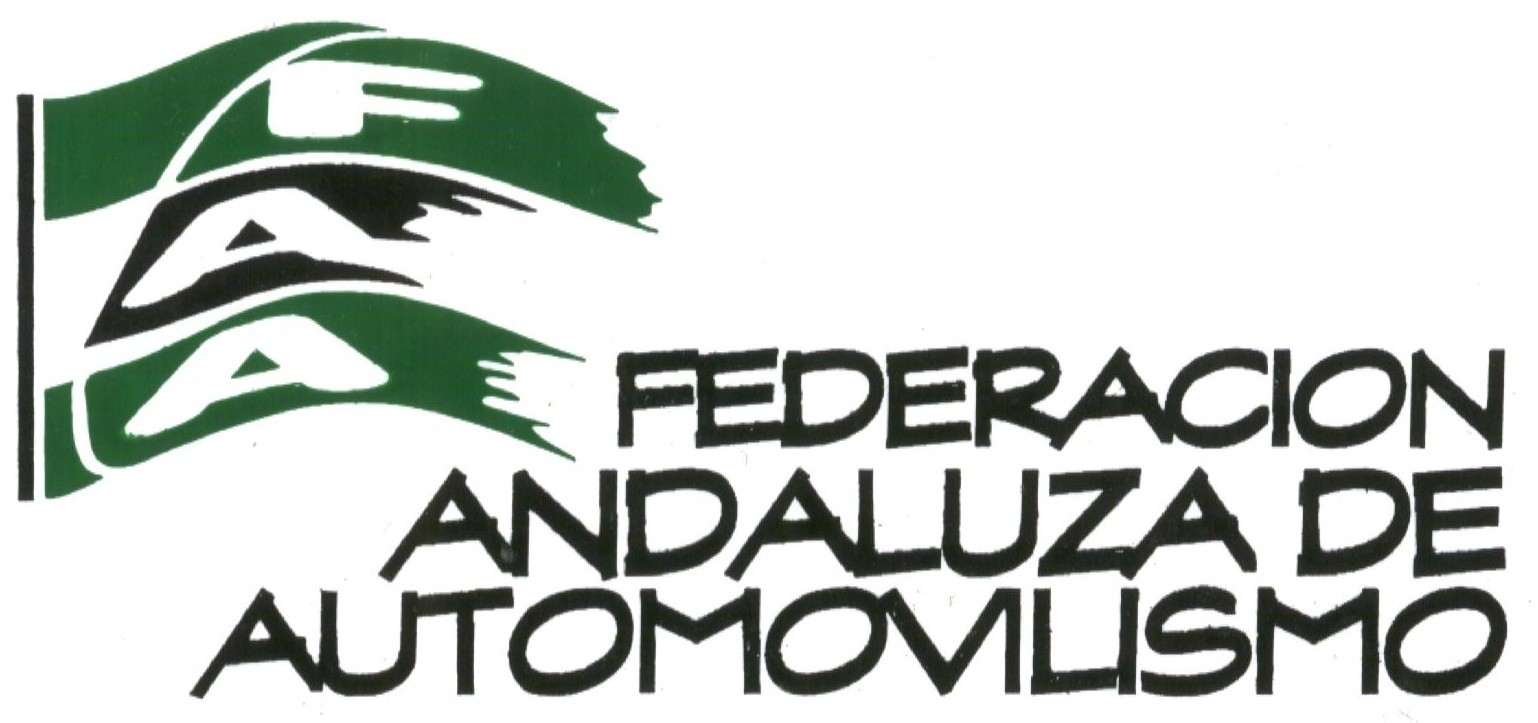 F
A
A
FEDERACION
ANDALUZA DE
AUTOMOVILISMO